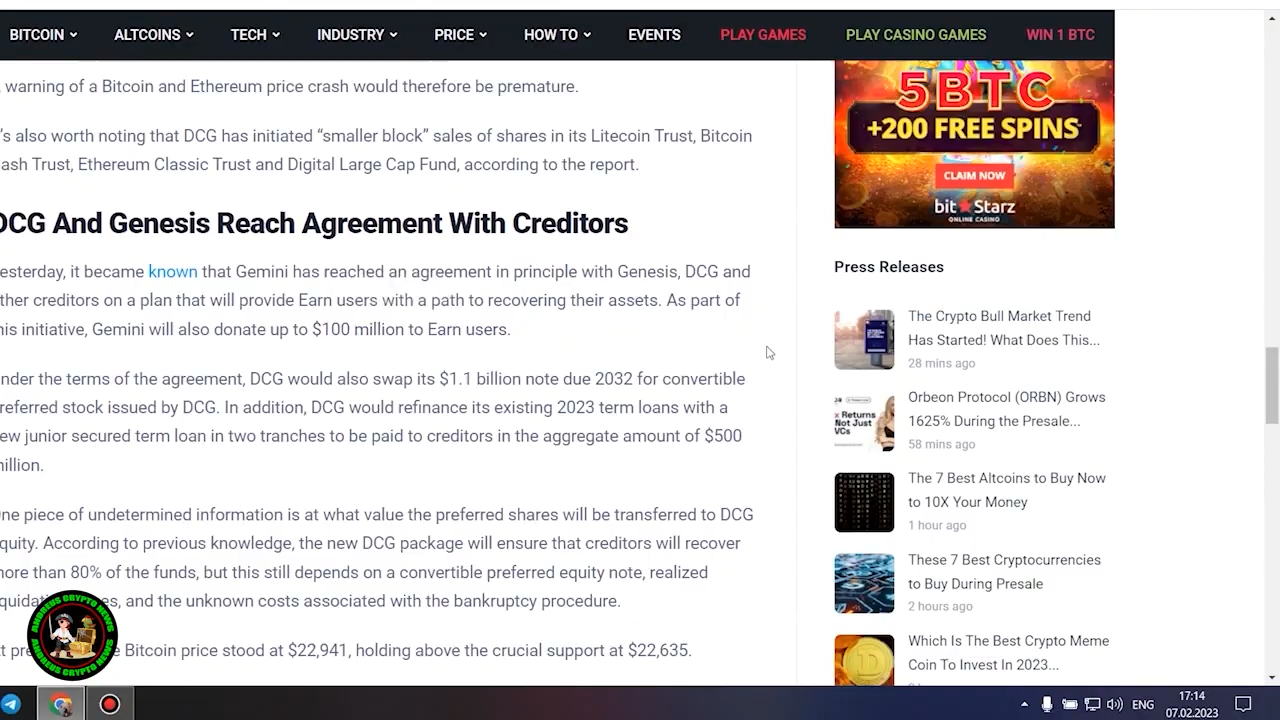 BITCOIN ALTCOINS TECH INDUSTRY PRICE HOW TO EVENTS PLAY GAMES PLAY CASINO GAMES WIN 1 BTC
, warning of a Bitcoin and Ethereum price crash would therefore be premature.
's also worth noting that DCG has initiated “smaller block” sales of shares in its Litecoin Trust, Bitcoin
ash Trust, Ethereum Classic Trust and Digital Large Cap Fund, according to the report.
DCG And Genesis Reach Agreement With Creditors
esterday, it became known that Gemini has reached an agreement in principle with Genesis, DCG and
ther creditors on a plan that will provide Earn users with a path to recovering their assets. As part of
his initiative, Gemini will also donate up to $100 million to Earn users.
nder the terms of the agreement, DCG would also swap its $1.1 billion note due 2032 for convertible
referred stock issued by DCG. In addition, DCG would refinance its existing 2023 term loans with a
ew junior secured term loan in two tranches to be paid to creditors in the aggregate amount of $500
illion.
ne piece of undetermined information is at what value the preferred shares will be transferred to DCG
quity. According to previous knowledge, the new DCG package will ensure that creditors will recover
more than 80% of the funds, but this still depends on a convertible preferred equity note, realized
and the unknown costs associated with the bankruptcy procedure.
Bitcoin price stood at $22,941, holding above the crucial support at $22,635.
5BTC
+200 FREE SPINS
CLAIM NOW
bitStarz
ONLINE CASINO
Press Releases
The Crypto Bull Market Trend
Has Started! What Does This...
28 mins ago
Returns
Not Just
VCs
Orbeon Protocol (ORBN) Grows
1625% During the Presale...
58 mins ago
The 7 Best Altcoins to Buy Now
to 10X Your Money
1 hour ago
These 7 Best Cryptocurrencies
to Buy During Presale
2 hours ago
Which Is The Best Crypto Meme
Coin To Invest In 2023...
ANDREUS CRYPTO NEWS
ANDREUS CRYPTO NEWS
ENG
17:14
07.02.2023